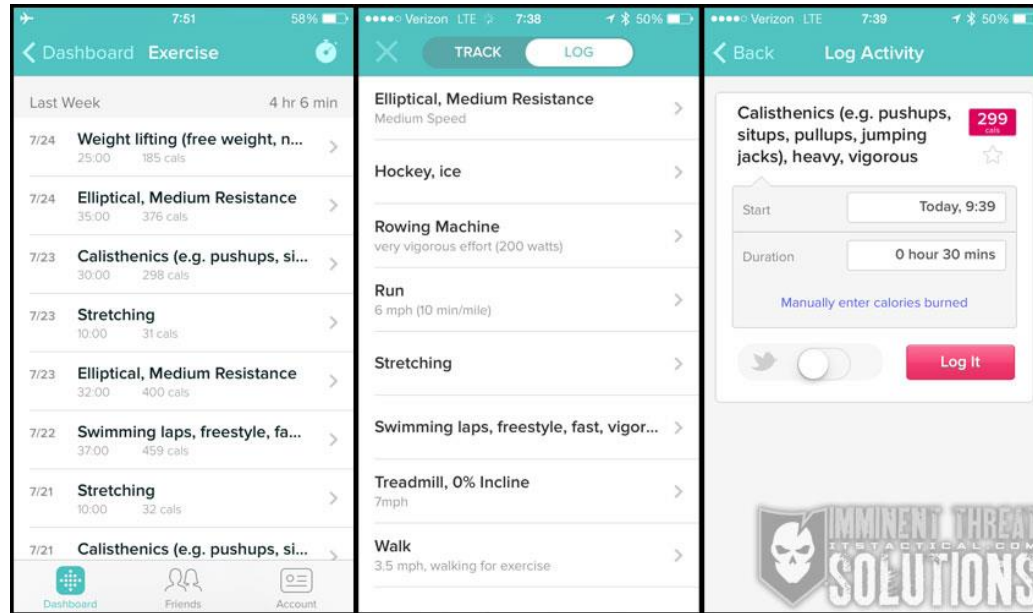 7:51
58%
Dashboard
Exercise
Last Week
4 hr 6 min
7/24
Weight lifting (free weight, n...
25:00
185 cals
7/24
Elliptical, Medium Resistance
35:00
376 cals
7/23
Calisthenics (e.g. pushups, si...
30:00
298 cals
7/23
Stretching
10:00
31 cals
7/23
Elliptical, Medium Resistance
32:00
400 cals
7/22
Swimming laps, freestyle, fa...
37:00
459 cals
7/21
Stretching
10:00
32 cals
7/21
Calisthenics (e.g. pushups, si...
Dashboard
Friends
Account
Verizon LTE
7:38
50%
TRACK
LOG
Elliptical, Medium Resistance
Medium Speed
Hockey, ice
Rowing Machine
very vigorous effort (200 watts)
Run
6 mph (10 min/mile)
Stretching
Swimming laps, freestyle, fast, vigor...
Treadmill, 0% Incline
7mph
Walk
3.5 mph, walking for exercise
Verizon LTE
7:39
50%
Back
Log Activity
Calisthenics (e.g. pushups,
situps, pullups, jumping
jacks), heavy, vigorous
299
cals
Start
Today, 9:39
Duration
0 hour 30 mins
Manually enter calories burned
Log It
IMMINENT THREAT
ITSTACTICAL.COM
SOLUTIONS